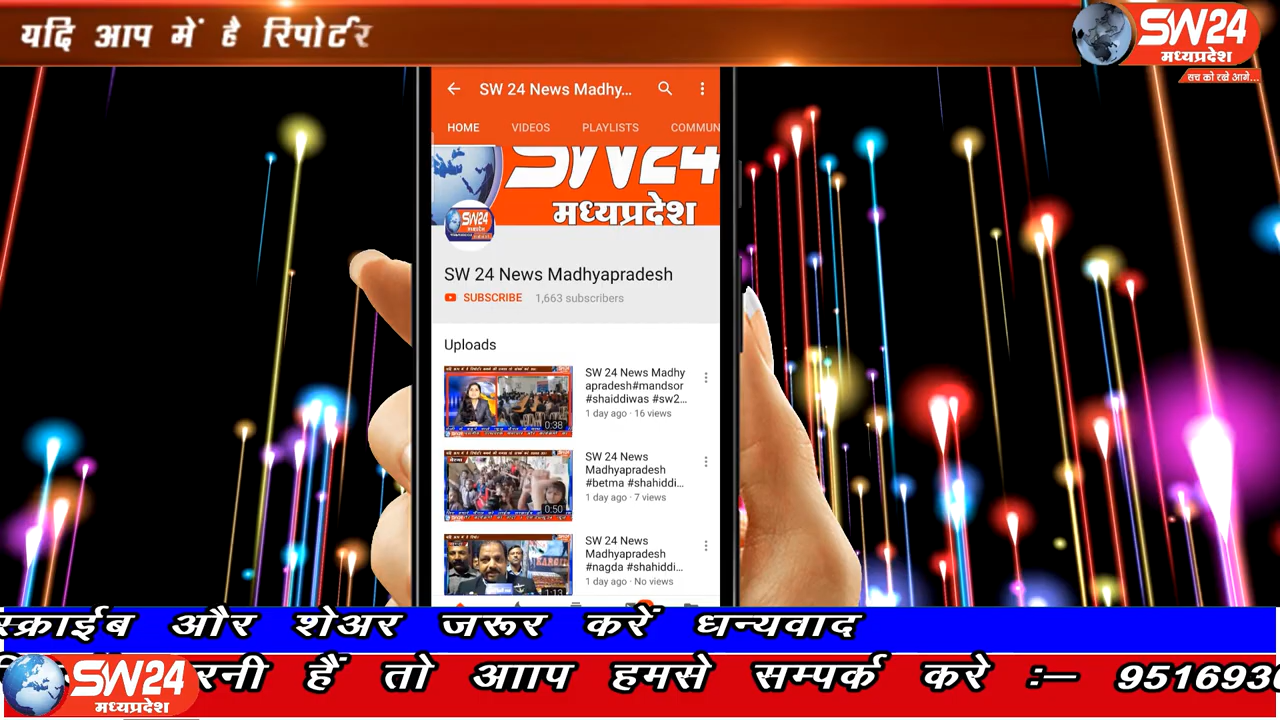 यदि आप में है रिपोर्टर
SW24
मध्यप्रदेश
सच को रखे आगे...
SW 24 News Madhy...
HOME VIDEOS PLAYLISTS COMMUN
SW24
मध्यप्रदेश
SW24
SW 24 News Madhyapradesh
SUBSCRIBE 1,663 subscribers
Uploads
SW 24 News Madhy
apradesh#mandsor
#shaiddiwas #sw2...
1 day ago · 16 views
0:38
SW 24 News
Madhyapradesh
#betma #shahiddi...
1 day ago · 7 views
0:50
SW 24 News
Madhyapradesh
#nagda #shahiddi...
1 day ago · No views
1:13
स्क्राईब और शेअर जरूर करें धन्यवाद
रनी हैं तो आाप हमसे सम्पर्क करे :– 951693
SW24
मध्यप्रदेश